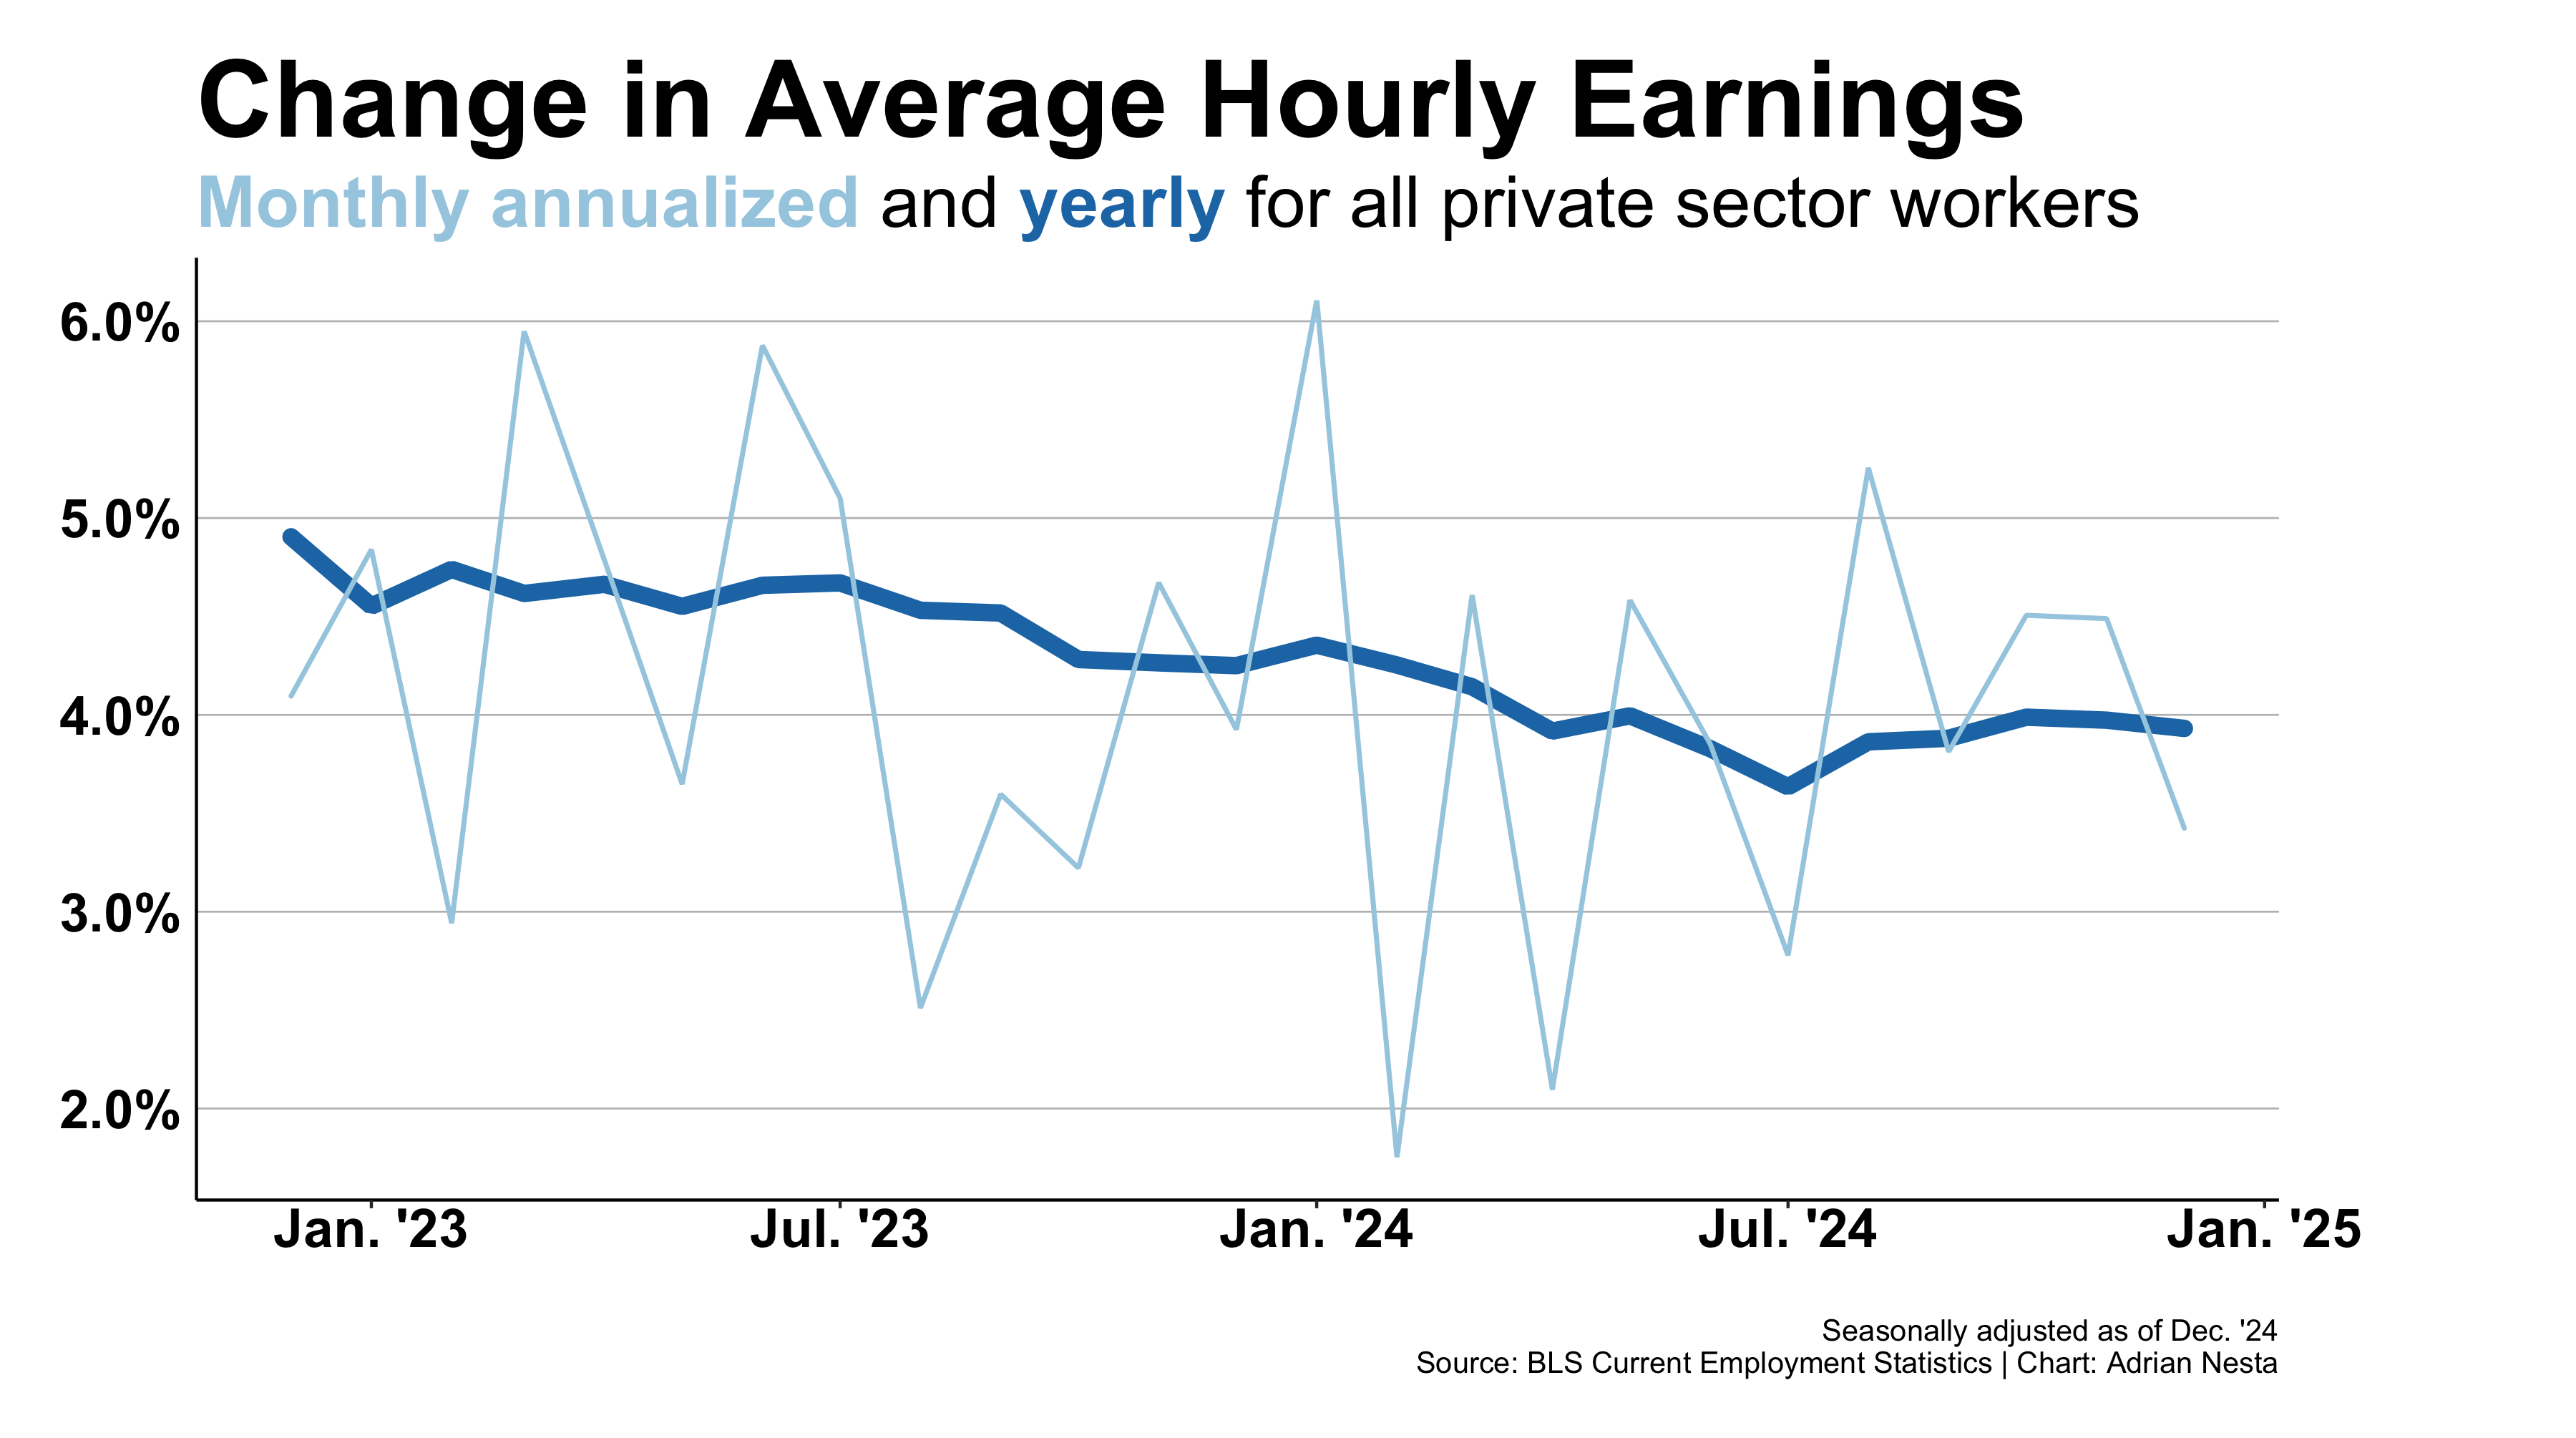 Change in Average Hourly Earnings
Monthly annualized and yearly for all private sector workers
6.0%
5.0%
4.0%
3.0%
2.0%
Jan. '23 Jul. '23 Jan. '24 Jul. '24 Jan. '25
Seasonally adjusted as of Dec. '24
Source: BLS Current Employment Statistics | Chart: Adrian Nesta